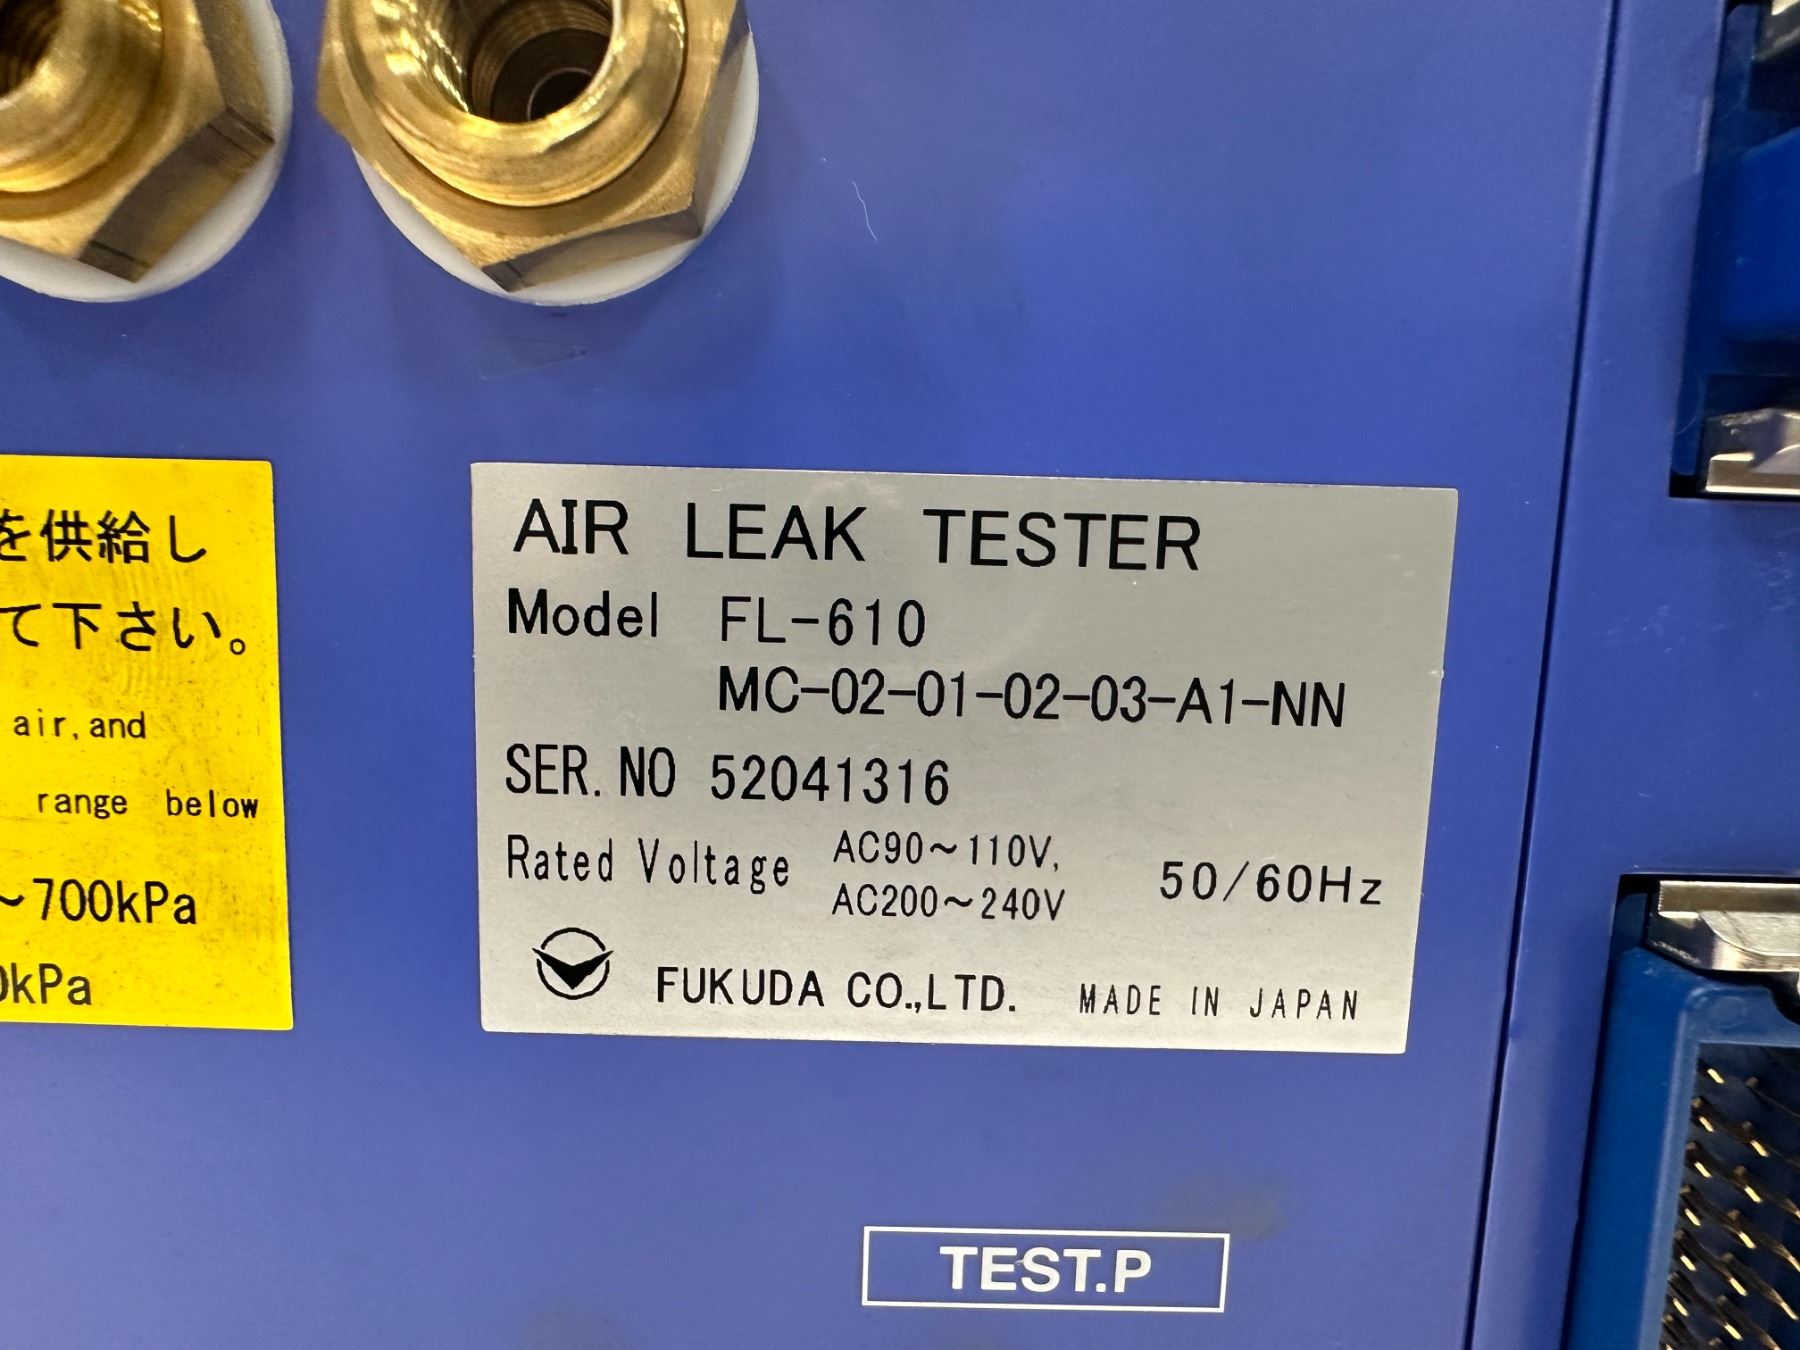 を供給し
て下さい。
air,and
range below
~700kPa
0kPa
AIR LEAK TESTER
Model FL-610
MC-02-01-02-03-A1-NN
SER. NO 52041316
Rated Voltage AC90~110V, AC200~240V 50/60Hz
FUKUDA CO.,LTD. MADE IN JAPAN
TEST.P